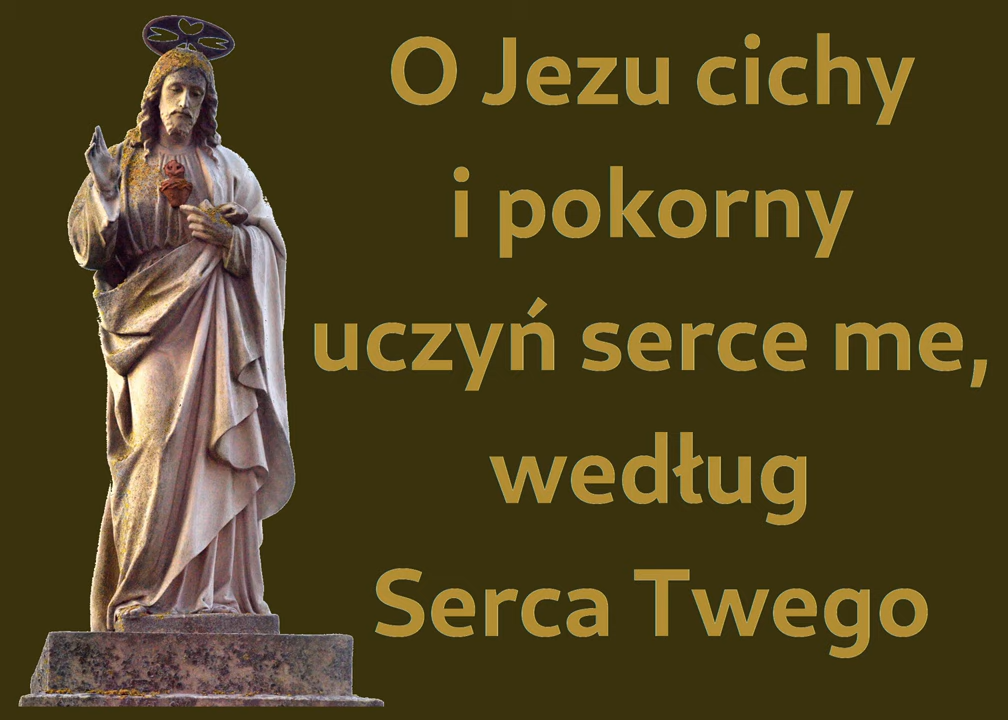 O Jezu cichy
i pokorny
uczyń serce me,
według
Serca Twego